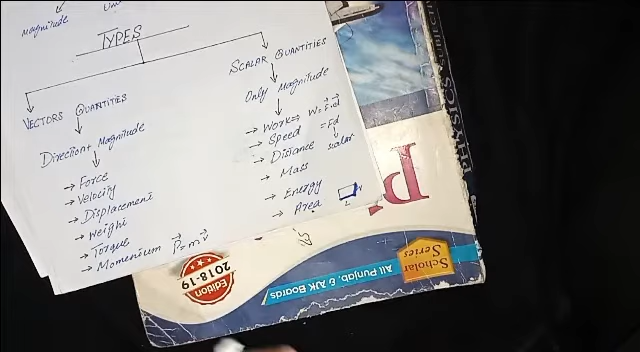 Magnitude
Uni
TYPES
VECTORS QUANTITIES
Direction + Magnitude
→ Force
→ Velocity
→ Displacement
→ Weight
→ Torque
→ Momentum P⃗ = mv⃗
SCALAR QUANTITIES
Only Magnitude
→ Work ⇒ W = F⃗.d⃗
→ Speed = Fd
→ Distance scalar
→ Mass
→ Energy
→ Area
PHYSICS
P
Scholar
Series
All Punjab, & AJK Boards
Edition
2018-19